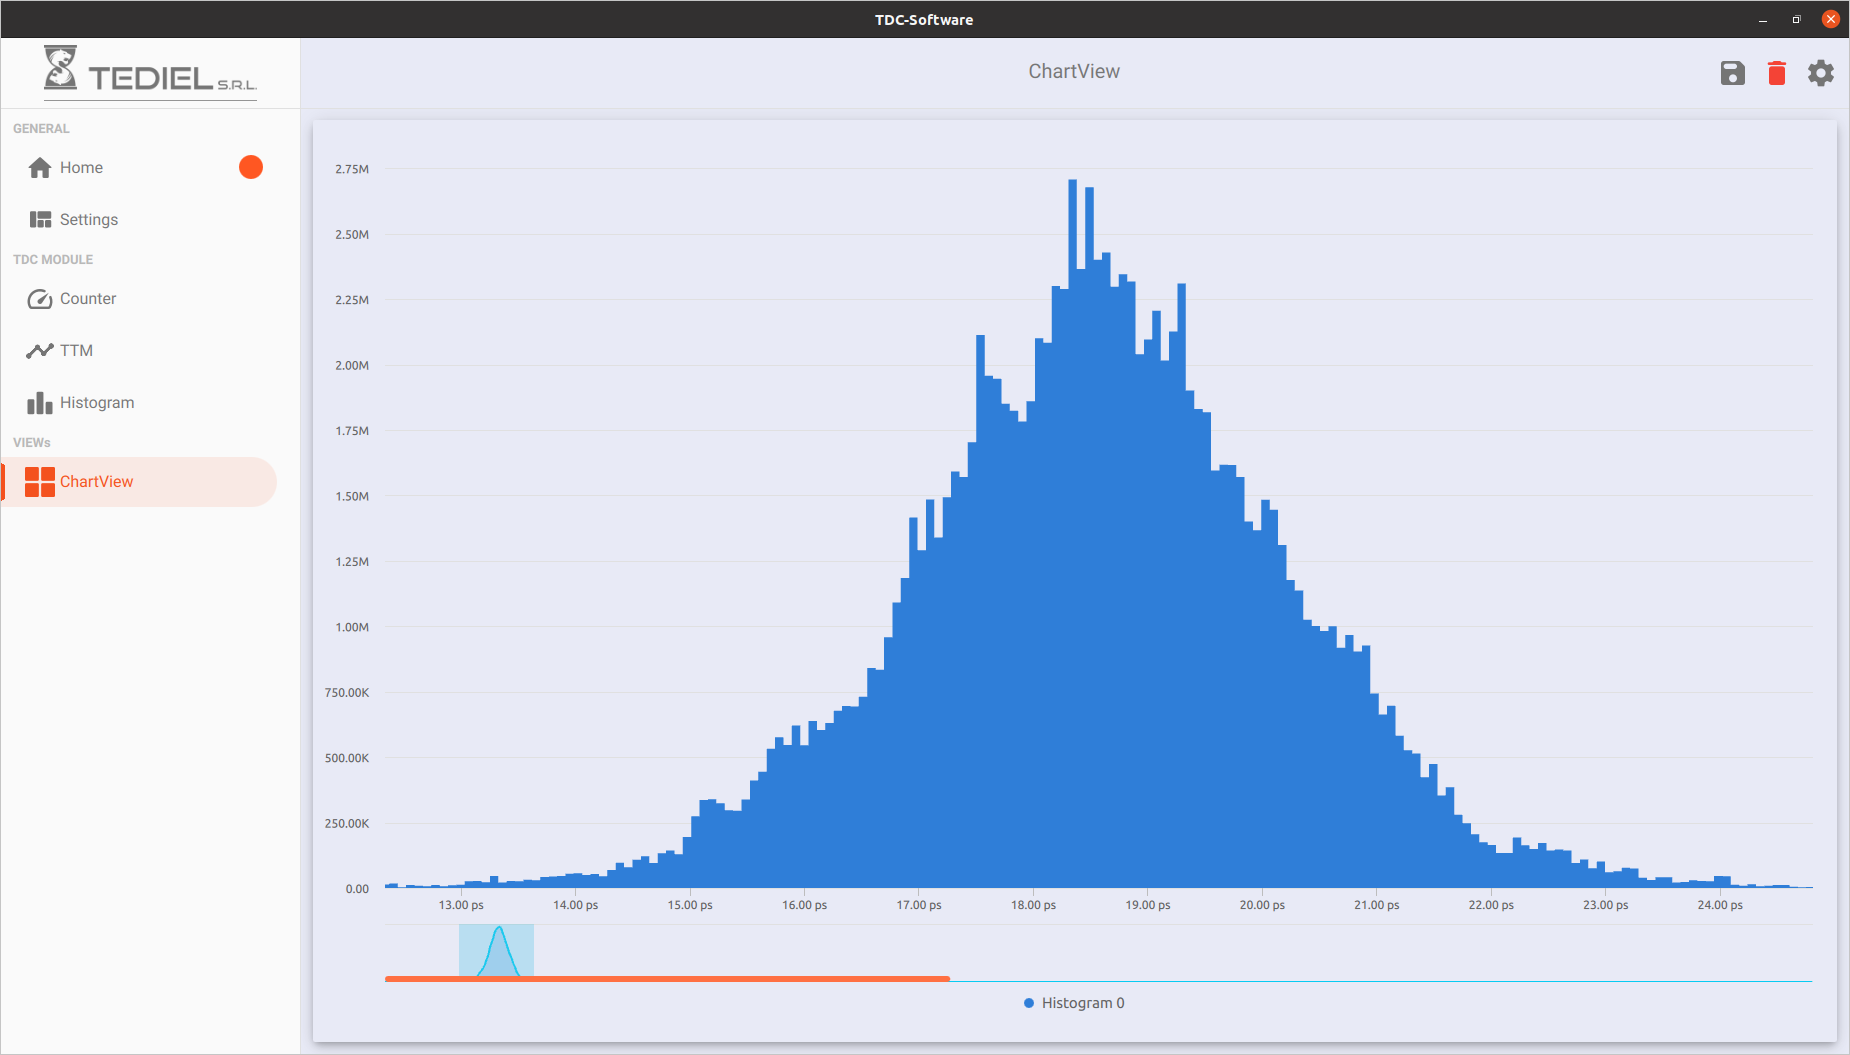 TDC-Software
TEDIEL S.R.L.
ChartView
GENERAL
Home
Settings
TDC MODULE
Counter
TTM
Histogram
VIEWs
ChartView
2.75M
2.50M
2.25M
2.00M
1.75M
1.50M
1.25M
1.00M
750.00K
500.00K
250.00K
0.00
13.00 ps 14.00 ps 15.00 ps 16.00 ps 17.00 ps 18.00 ps 19.00 ps 20.00 ps 21.00 ps 22.00 ps 23.00 ps 24.00 ps
Histogram 0